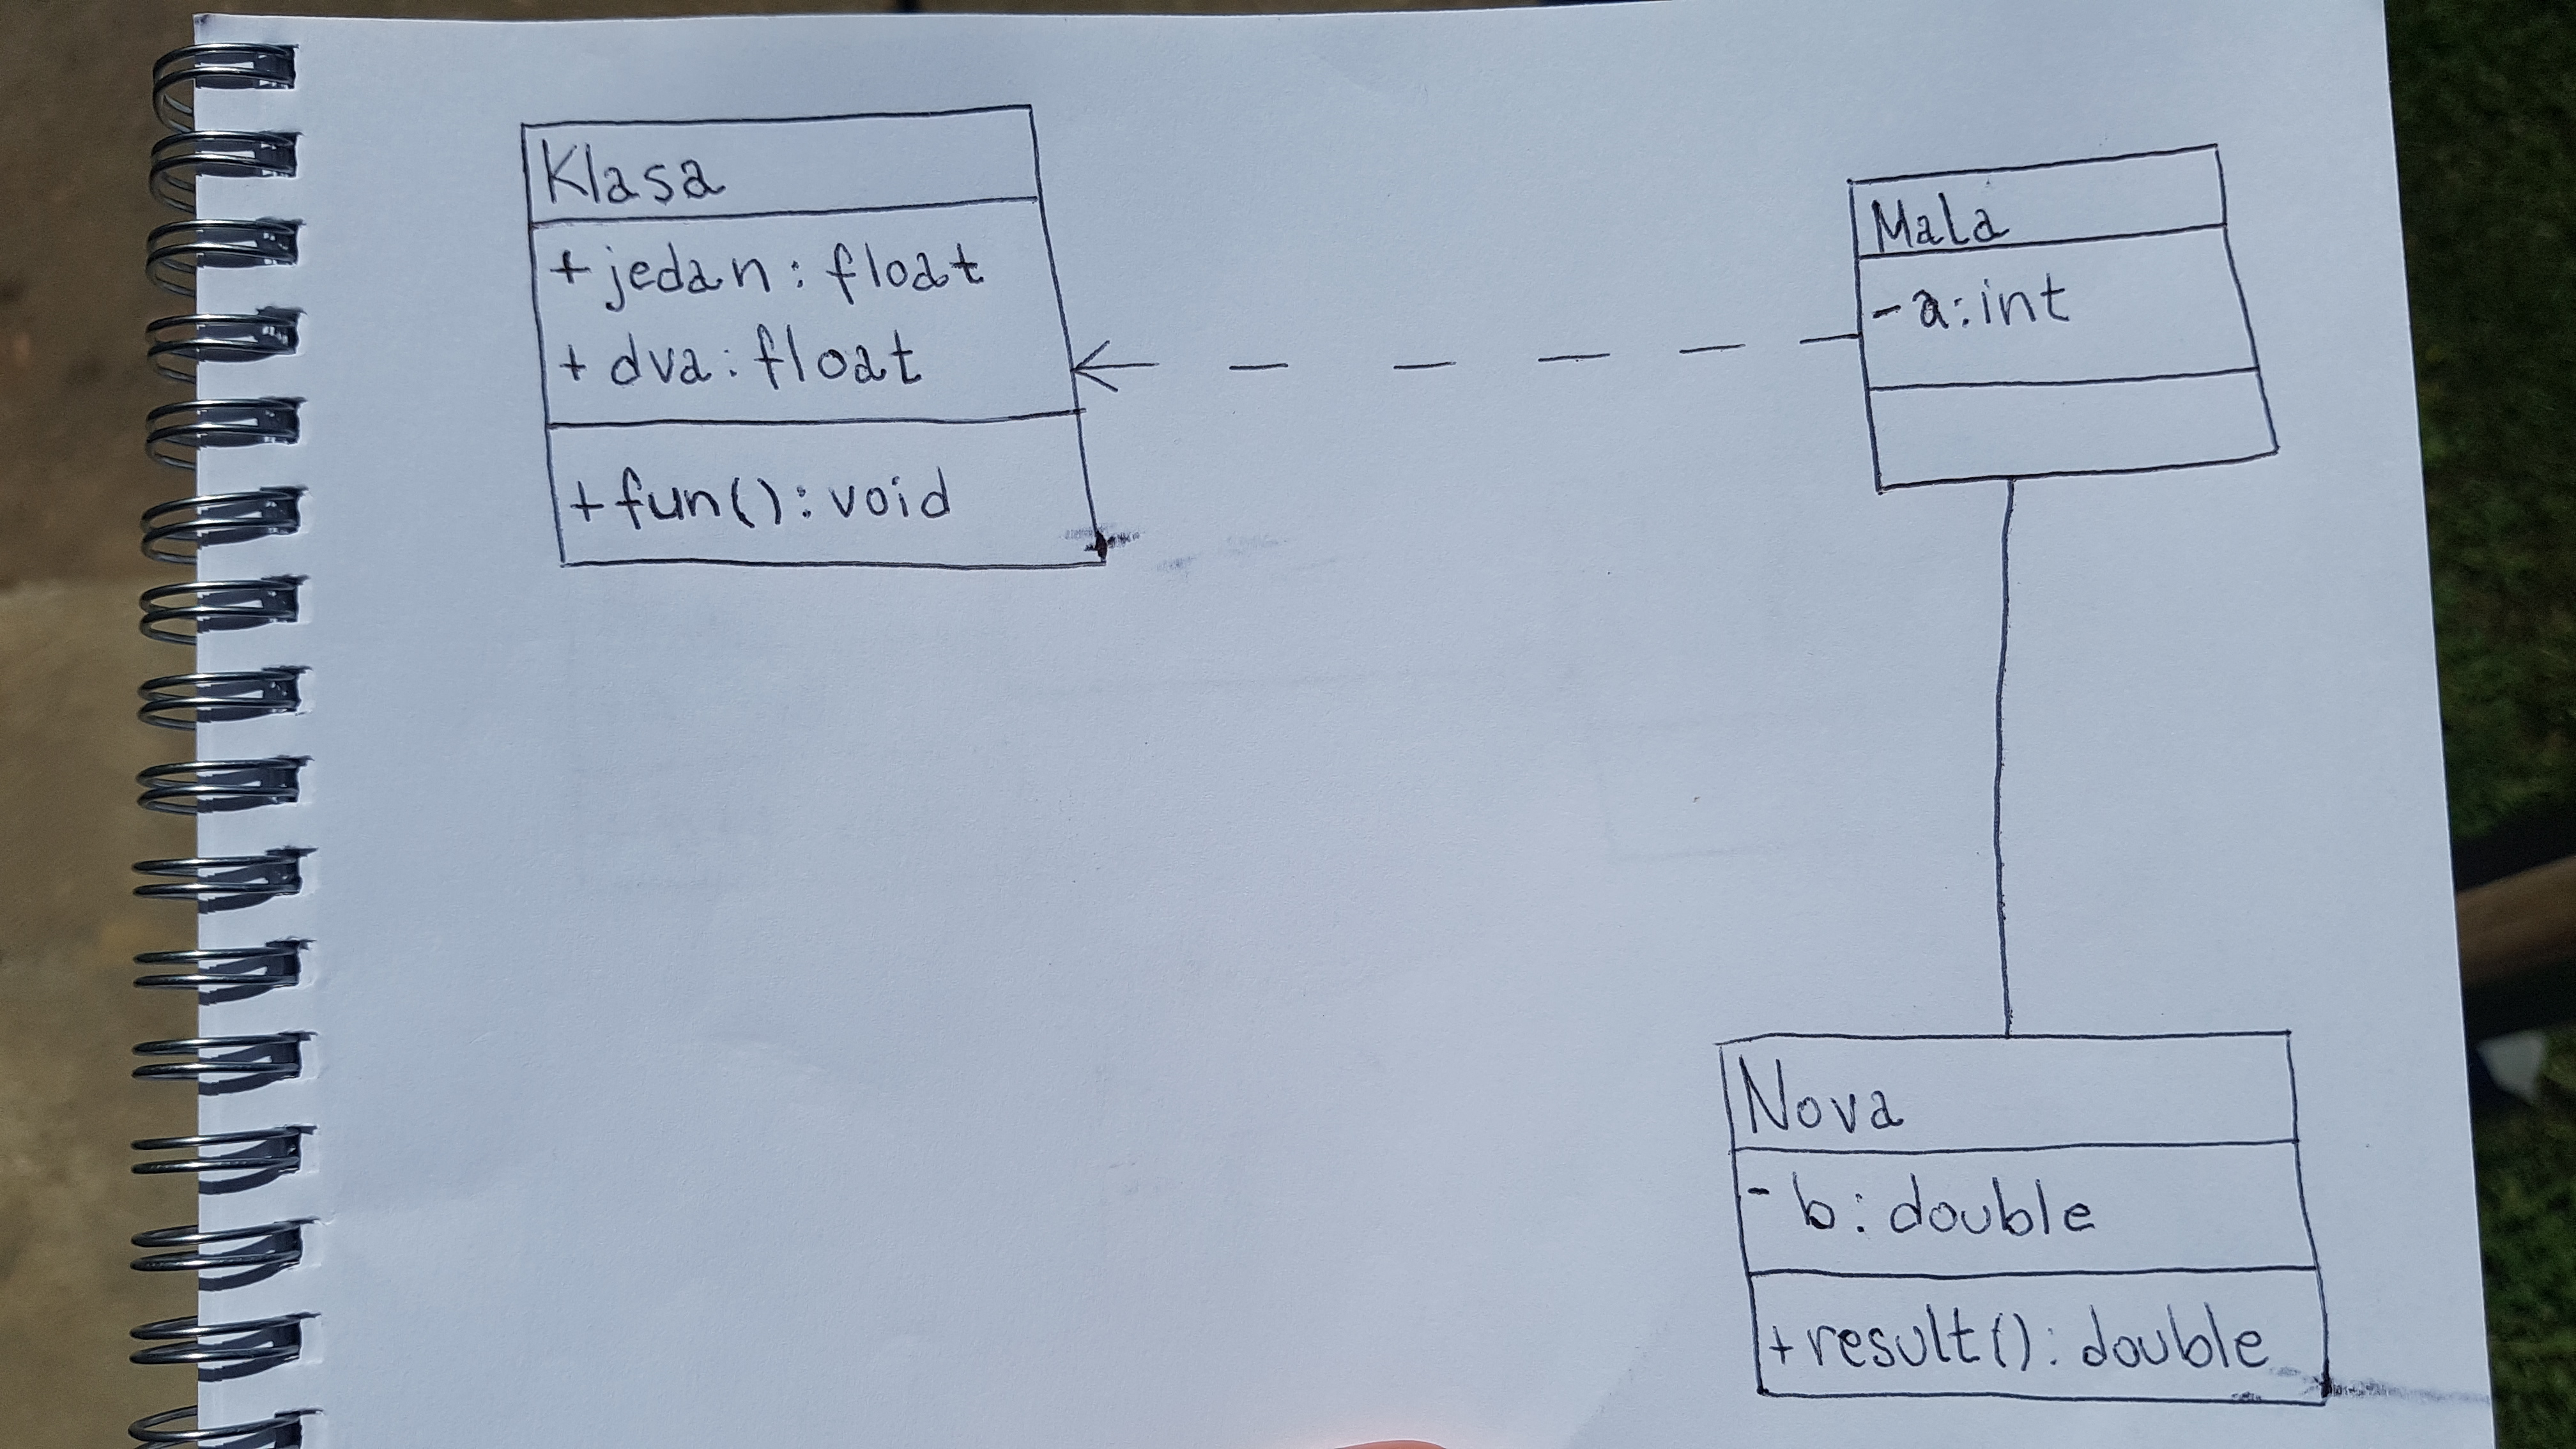 Klasa
+ jedan: float
+ dva: float
+ fun(): void
Mala
- a: int
Nova
- b: double
+ result(): double